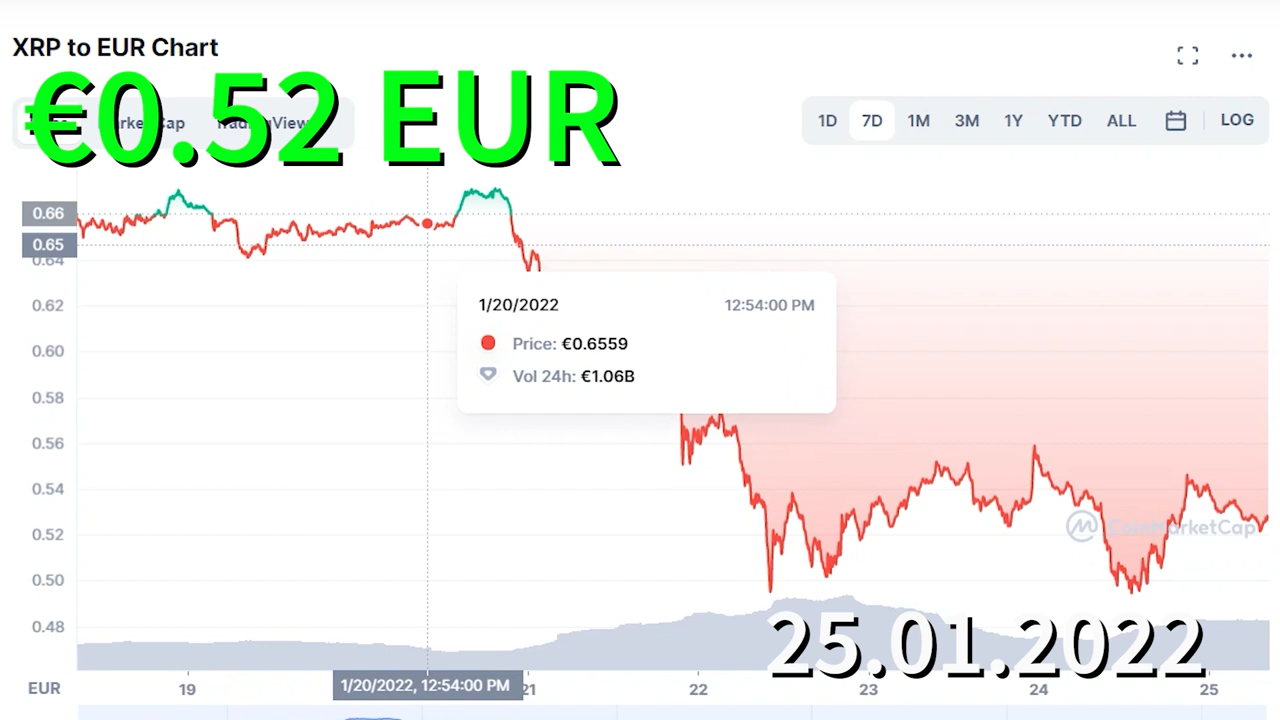 XRP to EUR Chart
€0.52 EUR
1D 7D 1M 3M 1Y YTD ALL LOG
0.66
0.65
0.64
0.62
0.60
0.58
0.56
0.54
0.52
0.50
0.48
1/20/2022 12:54:00 PM
Price: €0.6559
Vol 24h: €1.06B
CoinMarketCap
25.01.2022
EUR 19 1/20/2022, 12:54:00 PM 21 22 23 24 25